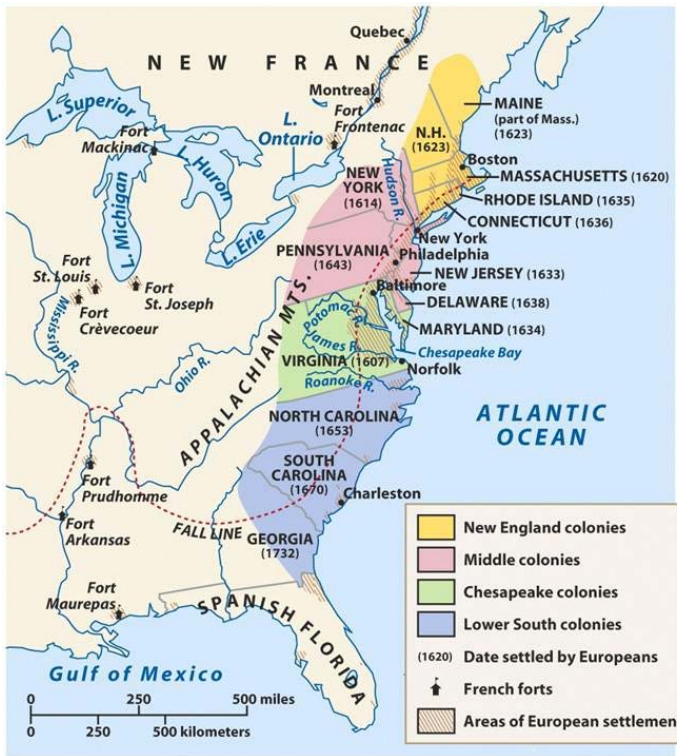 Quebec
NEW FRANCE
Montreal
Fort
Frontenac
L. Superior
Fort
Mackinac
L.
Ontario
L. Huron
L. Michigan
L. Erie
MAINE
(part of Mass.)
(1623)
N.H.
(1623)
Boston
MASSACHUSETTS (1620)
RHODE ISLAND (1635)
CONNECTICUT (1636)
NEW
YORK
(1614)
Hudson R.
New York
PENNSYLVANIA
(1643)
Philadelphia
NEW JERSEY (1633)
Baltimore
DELAWARE (1638)
MARYLAND (1634)
Fort
St. Louis
Fort
St. Joseph
Fort
Crèvecoeur
Mississippi R.
Ohio R.
APPALACHIAN MTS.
Potomac R.
James R.
Chesapeake Bay
VIRGINIA (1607)
Norfolk
Roanoke R.
NORTH CAROLINA
(1653)
ATLANTIC
OCEAN
SOUTH
CAROLINA
(1670)
Charleston
Fort
Prudhomme
Fort
Arkansas
FALL LINE
GEORGIA
(1732)
Fort
Maurepas
SPANISH FLORIDA
Gulf of Mexico
0 250 500 miles
0 250 500 kilometers
New England colonies
Middle colonies
Chesapeake colonies
Lower South colonies
(1620) Date settled by Europeans
French forts
Areas of European settlemen